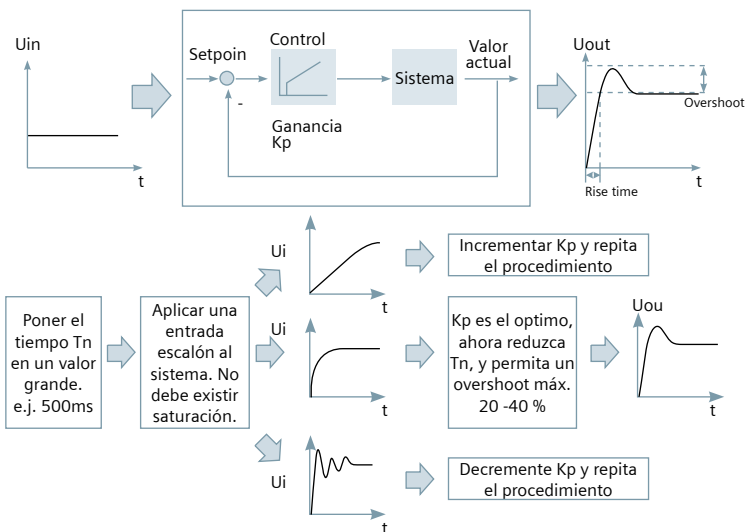 Uin
t
Setpoin
-
Control
Ganancia
Kp
Sistema
Valor
actual
Uout
Overshoot
Rise time
t
Poner el
tiempo Tn
en un valor
grande.
e.j. 500ms
Aplicar una
entrada
escalón al
sistema. No
debe existir
saturación.
Ui
t
Incrementar Kp y repita
el procedimiento
Ui
t
Kp es el optimo,
ahora reduzca
Tn, y permita un
overshoot máx.
20 -40 %
Uou
t
Ui
t
Decremente Kp y repita
el procedimiento